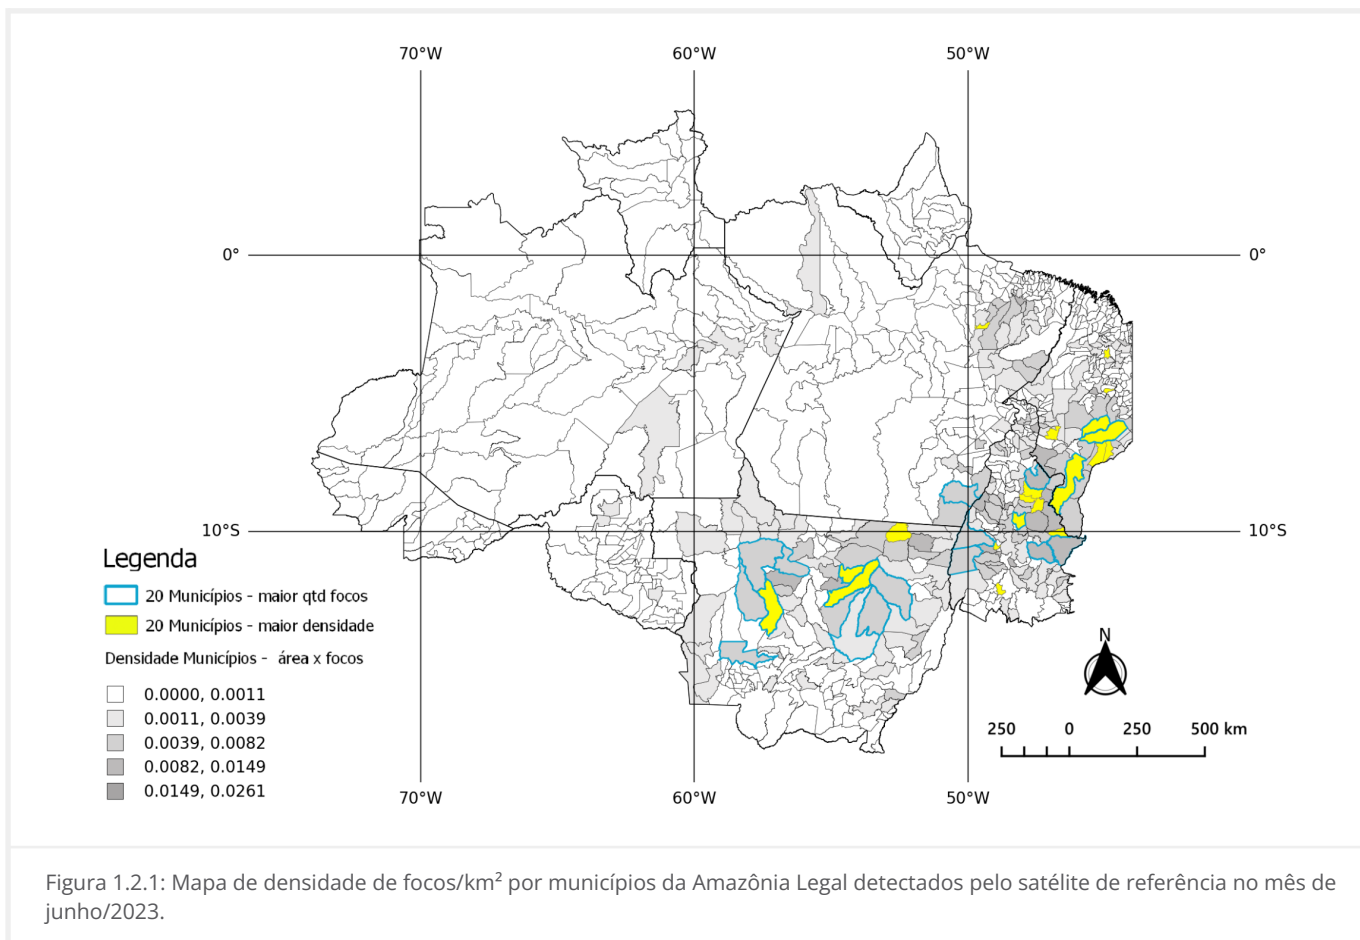 70°W 60°W 50°W
0° 0°
10°S 10°S
Legenda
20 Municípios - maior qtd focos
20 Municípios - maior densidade
Densidade Municípios - área x focos
0.0000, 0.0011
0.0011, 0.0039
0.0039, 0.0082
0.0082, 0.0149
0.0149, 0.0261
N
250 0 250 500 km
70°W 60°W 50°W
Figura 1.2.1: Mapa de densidade de focos/km² por municípios da Amazônia Legal detectados pelo satélite de referência no mês de
junho/2023.